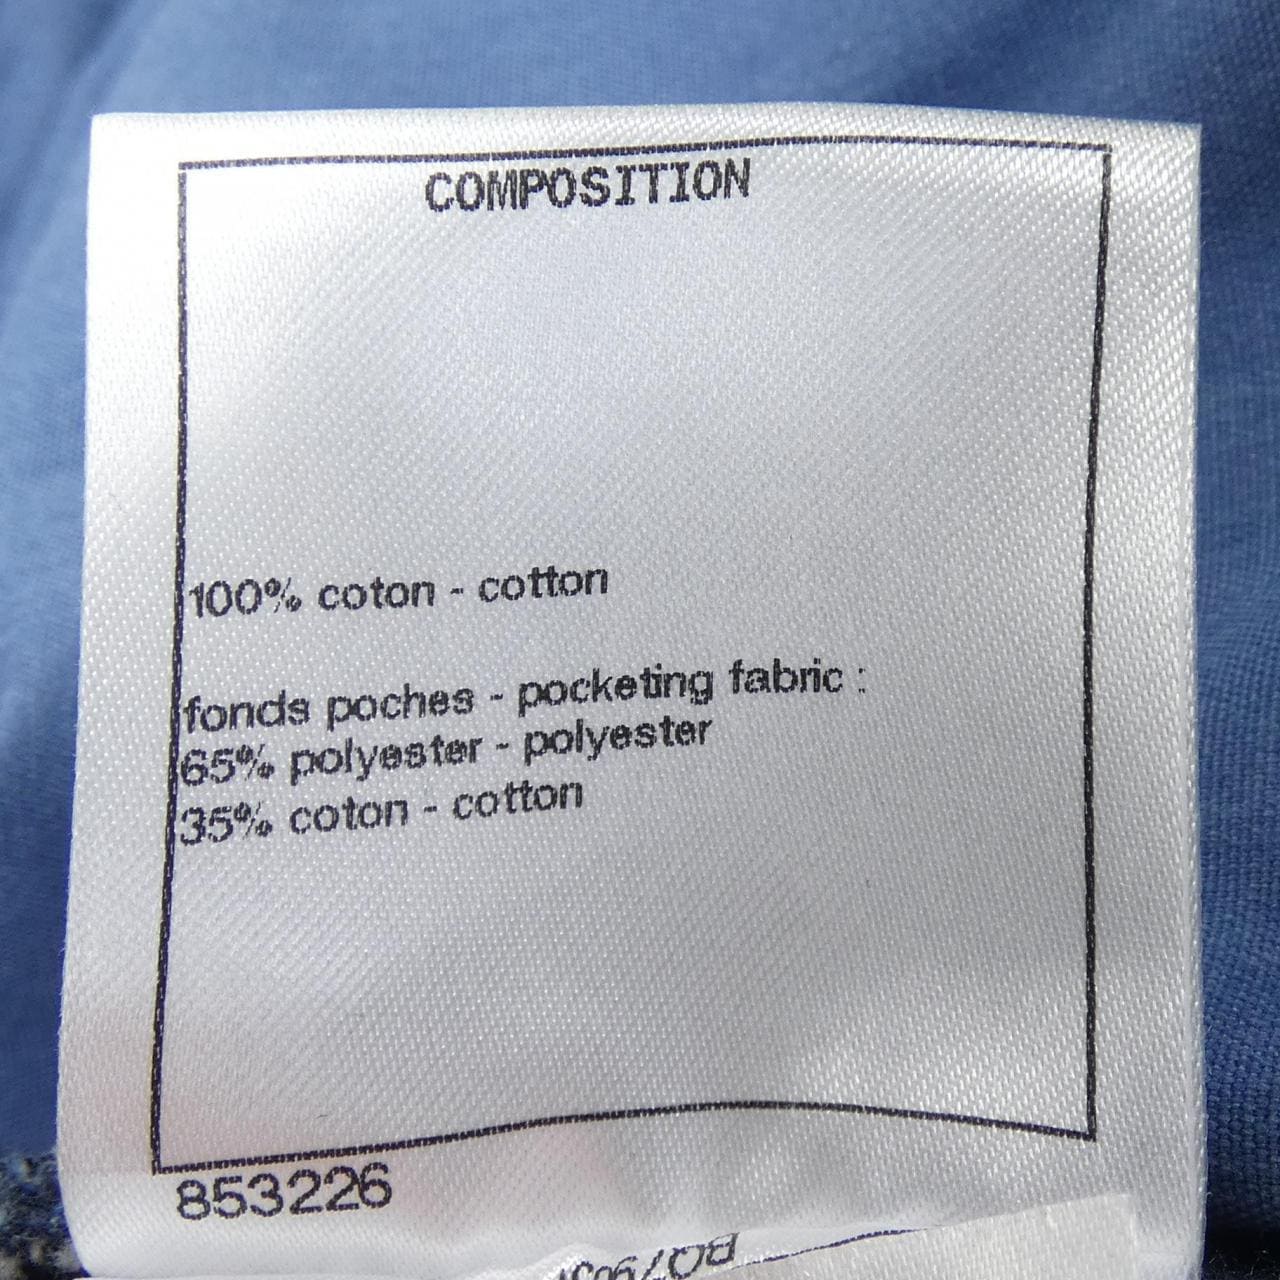 COMPOSITION
100% coton - cotton
fonds poches - pocketing fabric :
65% polyester - polyester
35% coton - cotton
853226